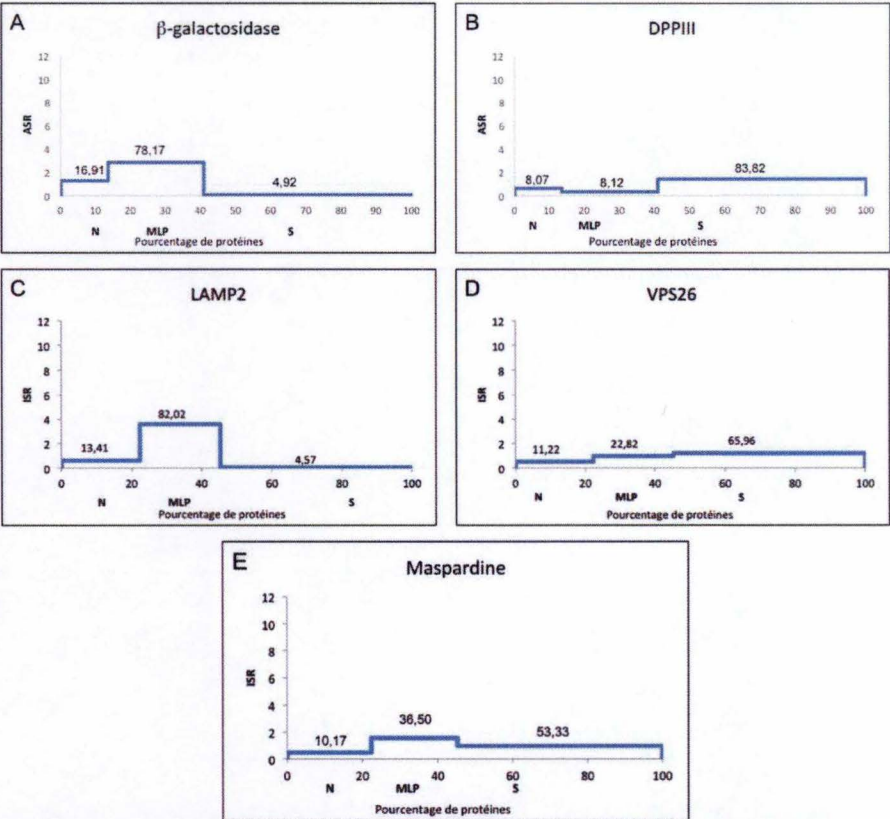 A
β-galactosidase
12
10
8
6
4
2
0
ASR
16,91
78,17
4,92
0 10 20 30 40 50 60 70 80 90 100
N MLP S
Pourcentage de protéines
B
DPPIII
12
10
8
6
4
2
0
ASR
8,07
8,12
83,82
0 10 20 30 40 50 60 70 80 90 100
N MLP S
Pourcentage de protéines
C
LAMP2
12
10
8
6
4
2
0
ISR
13,41
82,02
4,57
0 20 40 60 80 100
N MLP S
Pourcentage de protéines
D
VPS26
12
10
8
6
4
2
0
ISR
11,22
22,82
65,96
0 20 40 60 80 100
N MLP S
Pourcentage de protéines
E
Maspardine
12
10
8
6
4
2
0
ISR
10,17
36,50
53,33
0 20 40 60 80 100
N MLP S
Pourcentage de protéines